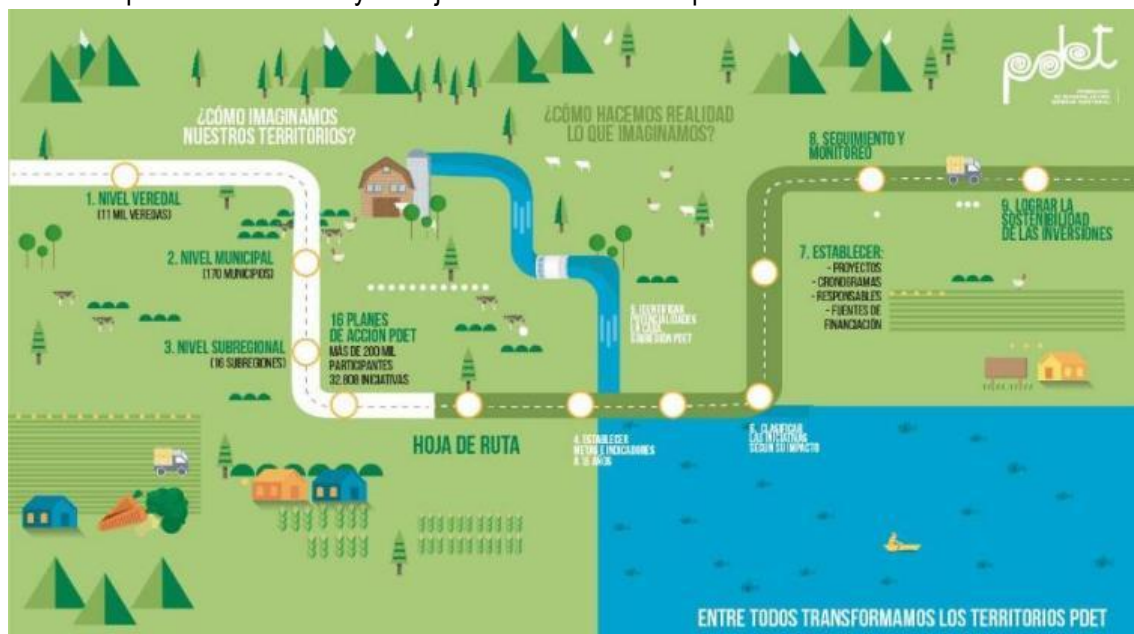 ¿CÓMO IMAGINAMOS
NUESTROS TERRITORIOS?
1. NIVEL VEREDAL
(11 MIL VEREDAS)
2. NIVEL MUNICIPAL
(170 MUNICIPIOS)
3. NIVEL SUBREGIONAL
(16 SUBREGIONES)
16 PLANES
DE ACCION PDET
MÁS DE 200 MIL
PARTICIPANTES
32.808 INICIATIVAS
HOJA DE RUTA
¿CÓMO HACEMOS REALIDAD
LO QUE IMAGINAMOS?
4. ESTABLECER
METAS E INDICADORES
A 15 AÑOS
5. IDENTIFICAR
POTENCIALIDADES
EN CADA
SUBREGIÓN PDET
6. CLASIFICAR
LAS INICIATIVAS
SEGÚN SU IMPACTO
7. ESTABLECER:
- PROYECTOS
- CRONOGRAMAS
- RESPONSABLES
- FUENTES DE
FINANCIACIÓN
8. SEGUIMIENTO Y
MONITOREO
9. LOGRAR LA
SOSTENIBILIDAD
DE LAS INVERSIONES
pdet
ENTRE TODOS TRANSFORMAMOS LOS TERRITORIOS PDET